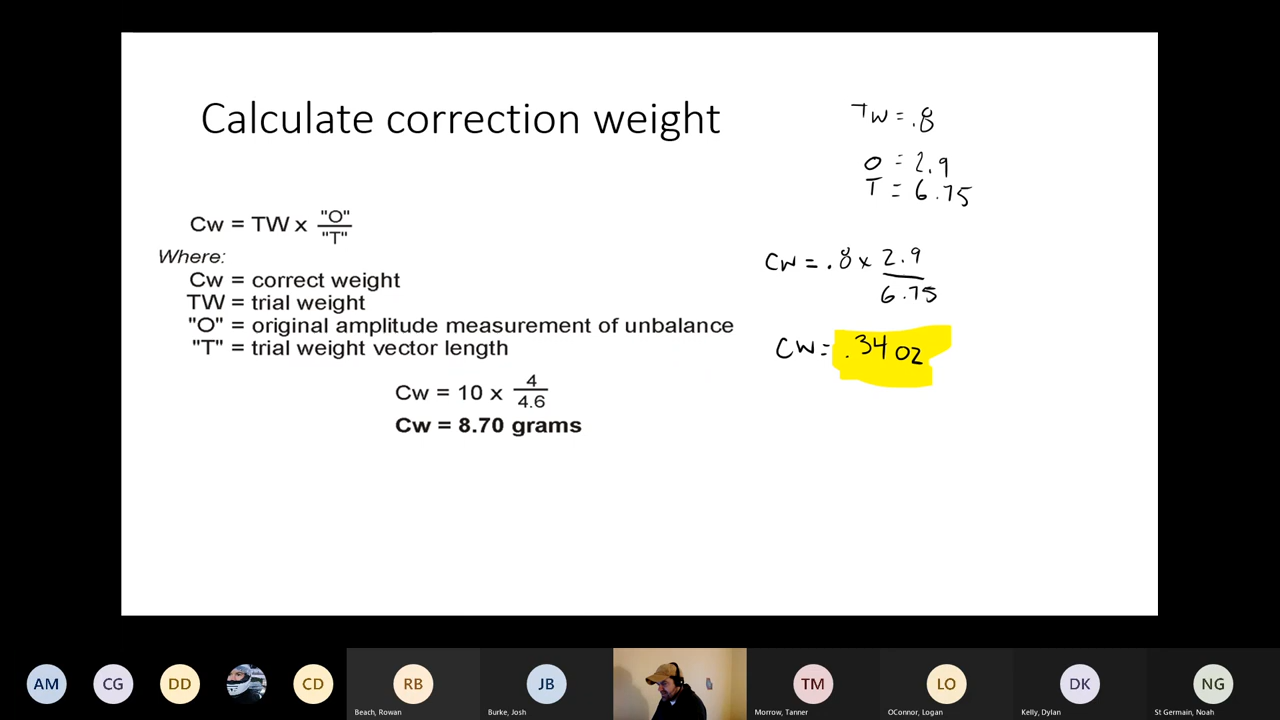 Calculate correction weight
Cw = TW x "O"
"T"
Where:
Cw = correct weight
TW = trial weight
"O" = original amplitude measurement of unbalance
"T" = trial weight vector length
Cw = 10 x 4
4.6
Cw = 8.70 grams
TW = .8
O = 2.9
T = 6.75
CW = .8 x 2.9
6.75
CW = .34 oz
AM
CG
DD
CD
RB
JB
TM
LO
DK
NG
Beach, Rowan
Burke, Josh
Morrow, Tanner
OConnor, Logan
Kelly, Dylan
St Germain, Noah